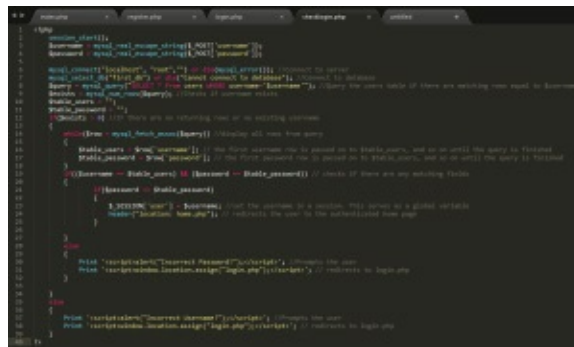 index.php register.php login.php checklogin.php untitled
<?php
session_start();
$username = mysql_real_escape_string($_POST['username']);
$password = mysql_real_escape_string($_POST['password']);
mysql_connect("localhost", "root","") or die(mysql_error()); //Connect to server
mysql_select_db("first_db") or die("Cannot connect to database"); //Connect to database
$query = mysql_query("SELECT * from users WHERE username='$username'"); //Query the users table if there are matching rows equal to $username
$exists = mysql_num_rows($query); //Checks if username exists
$table_users = "";
$table_password = "";
if($exists > 0) //IF there are no returning rows or no existing username
{
while($row = mysql_fetch_assoc($query)) //display all rows from query
{
$table_users = $row['username']; // the first username row is passed on to $table_users, and so on until the query is finished
$table_password = $row['password']; // the first password row is passed on to $table_users, and so on until the query is finished
}
if(($username == $table_users) && ($password == $table_password)) // checks if there are any matching fields
{
if($password == $table_password)
{
$_SESSION['user'] = $username; //set the username in a session. This serves as a global variable
header("location: home.php"); // redirects the user to the authenticated home page
}
}
else
{
Print '<script>alert("Incorrect Password!");</script>'; //Prompts the user
Print '<script>window.location.assign("login.php");</script>'; // redirects to login.php
}
}
else
{
Print '<script>alert("Incorrect Username!");</script>'; //Prompts the user
Print '<script>window.location.assign("login.php");</script>'; // redirects to login.php
}
?>